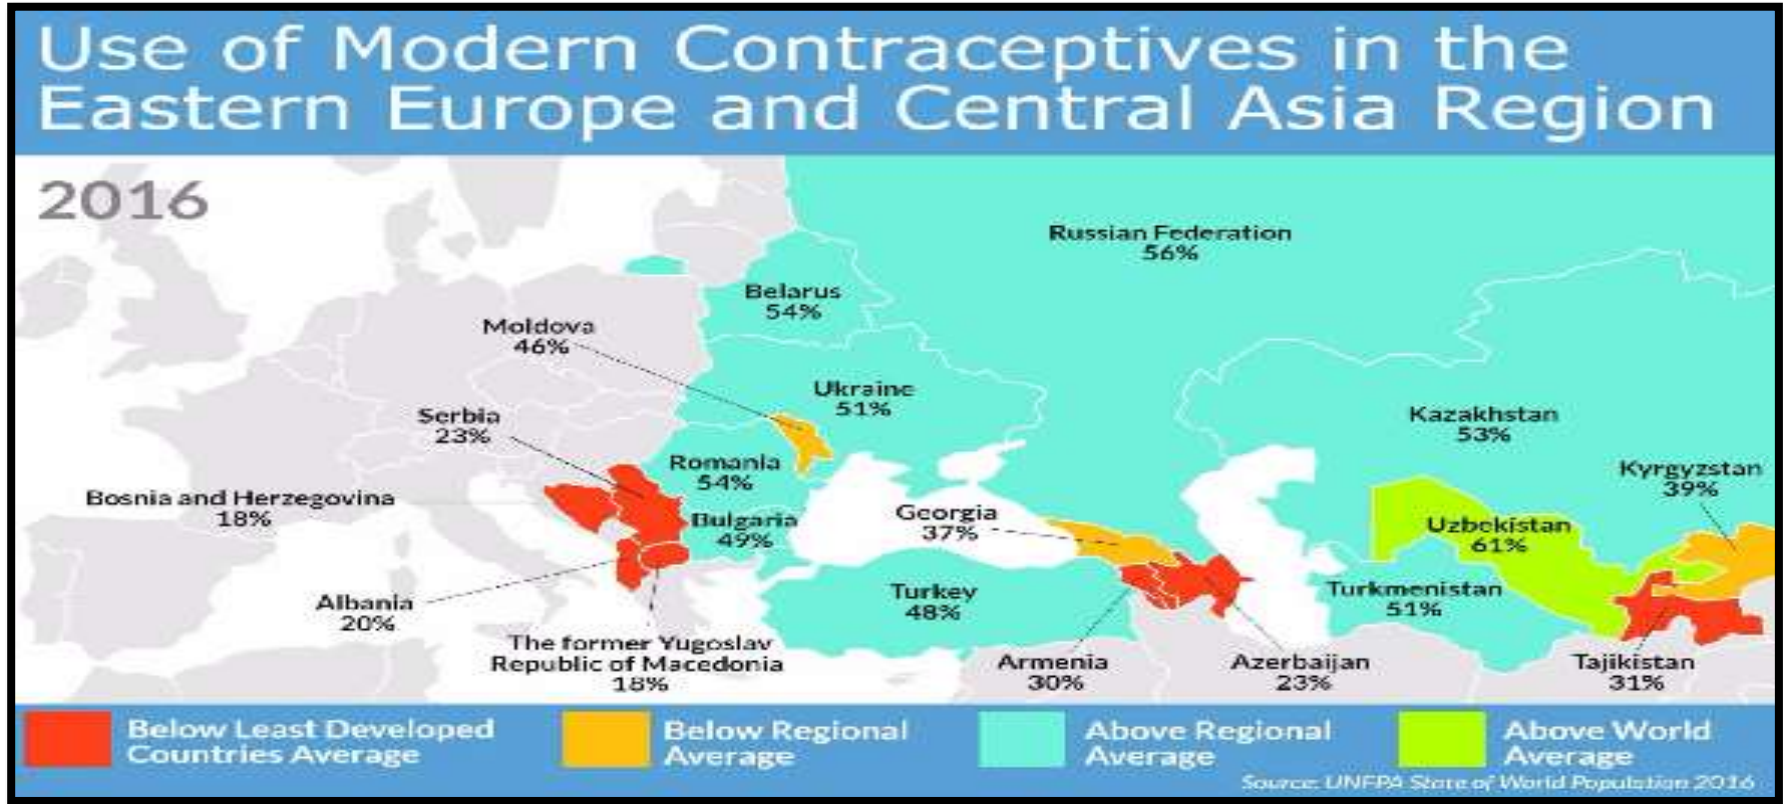 Use of Modern Contraceptives in the
Eastern Europe and Central Asia Region
2016
Russian Federation
56%
Belarus
54%
Moldova
46%
Ukraine
51%
Serbia
23%
Kazakhstan
53%
Romania
54%
Kyrgyzstan
39%
Bosnia and Herzegovina
18%
Bulgaria
49%
Georgia
37%
Uzbekistan
61%
Turkey
48%
Turkmenistan
51%
Albania
20%
The former Yugoslav
Republic of Macedonia
18%
Armenia
30%
Azerbaijan
23%
Tajikistan
31%
Below Least Developed
Countries Average
Below Regional
Average
Above Regional
Average
Above World
Average
Source: UNFPA State of World Population 2016